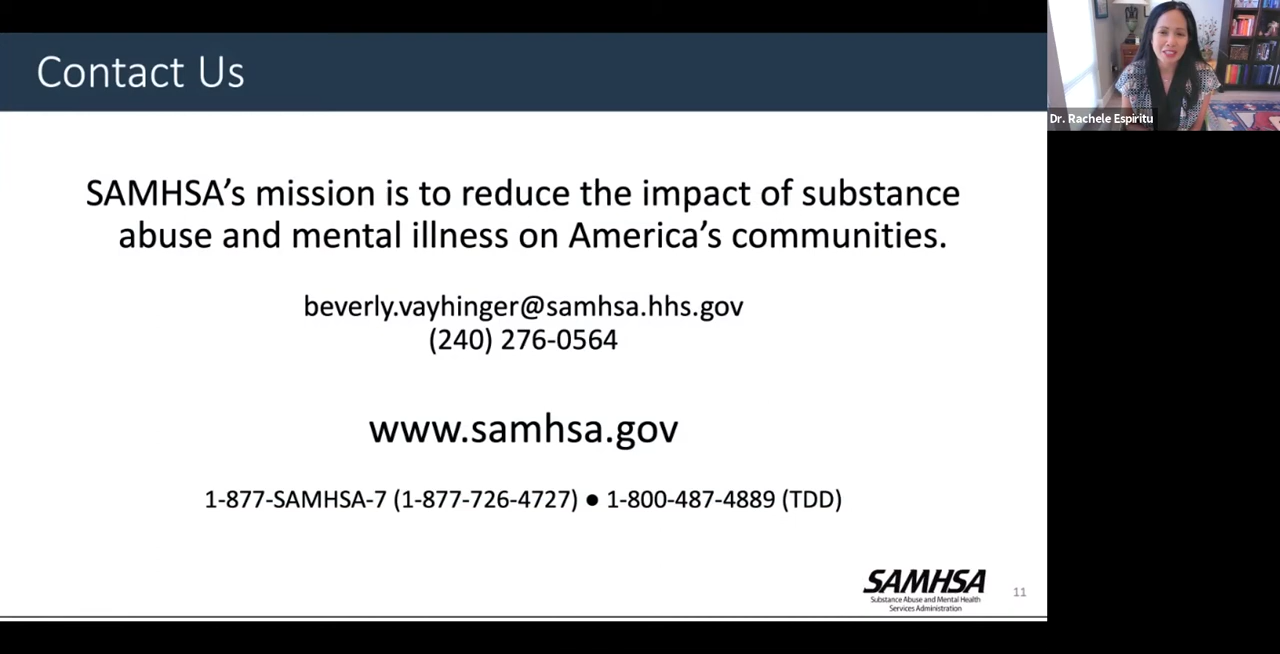 Contact Us
Dr. Rachele Espiritu
SAMHSA's mission is to reduce the impact of substance
abuse and mental illness on America's communities.
beverly.vayhinger@samhsa.hhs.gov
(240) 276-0564
www.samhsa.gov
1-877-SAMHSA-7 (1-877-726-4727) ● 1-800-487-4889 (TDD)
SAMHSA
Substance Abuse and Mental Health
Services Administration
11